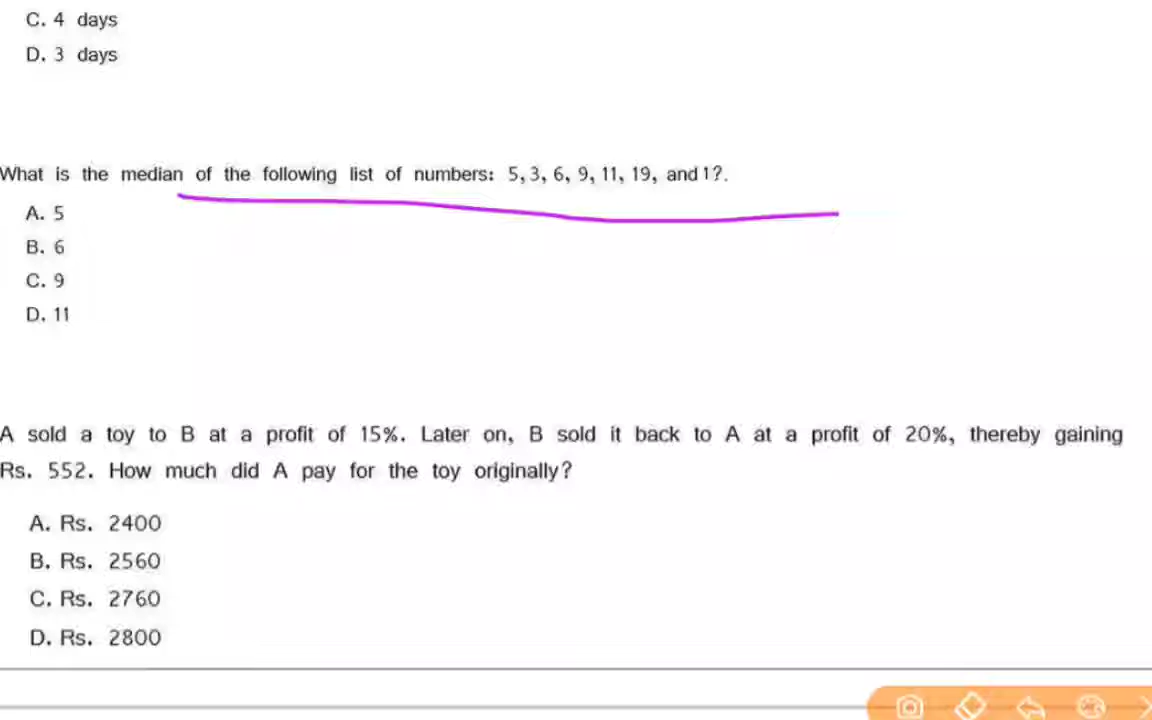 C. 4 days
D. 3 days
What is the median of the following list of numbers: 5, 3, 6, 9, 11, 19, and 1?.
A. 5
B. 6
C. 9
D. 11
A sold a toy to B at a profit of 15%. Later on, B sold it back to A at a profit of 20%, thereby gaining
Rs. 552. How much did A pay for the toy originally?
A. Rs. 2400
B. Rs. 2560
C. Rs. 2760
D. Rs. 2800